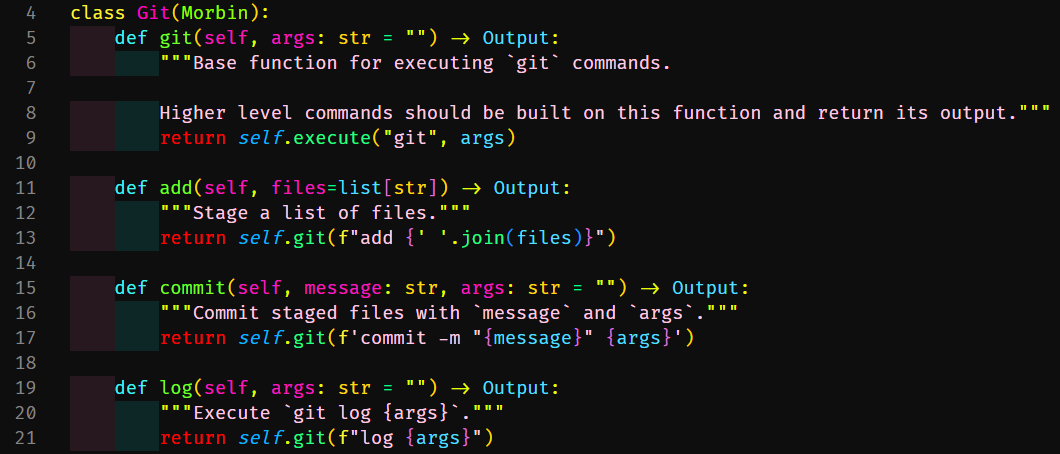 4 class Git(Morbin):
5     def git(self, args: str = "") -> Output:
6         """Base function for executing `git` commands.
7
8         Higher level commands should be built on this function and return its output."""
9         return self.execute("git", args)
10
11     def add(self, files=list[str]) -> Output:
12         """Stage a list of files."""
13         return self.git(f"add {' '.join(files)}")
14
15     def commit(self, message: str, args: str = "") -> Output:
16         """Commit staged files with `message` and `args`."""
17         return self.git(f'commit -m "{message}" {args}')
18
19     def log(self, args: str = "") -> Output:
20         """Execute `git log {args}`."""
21         return self.git(f"log {args}")